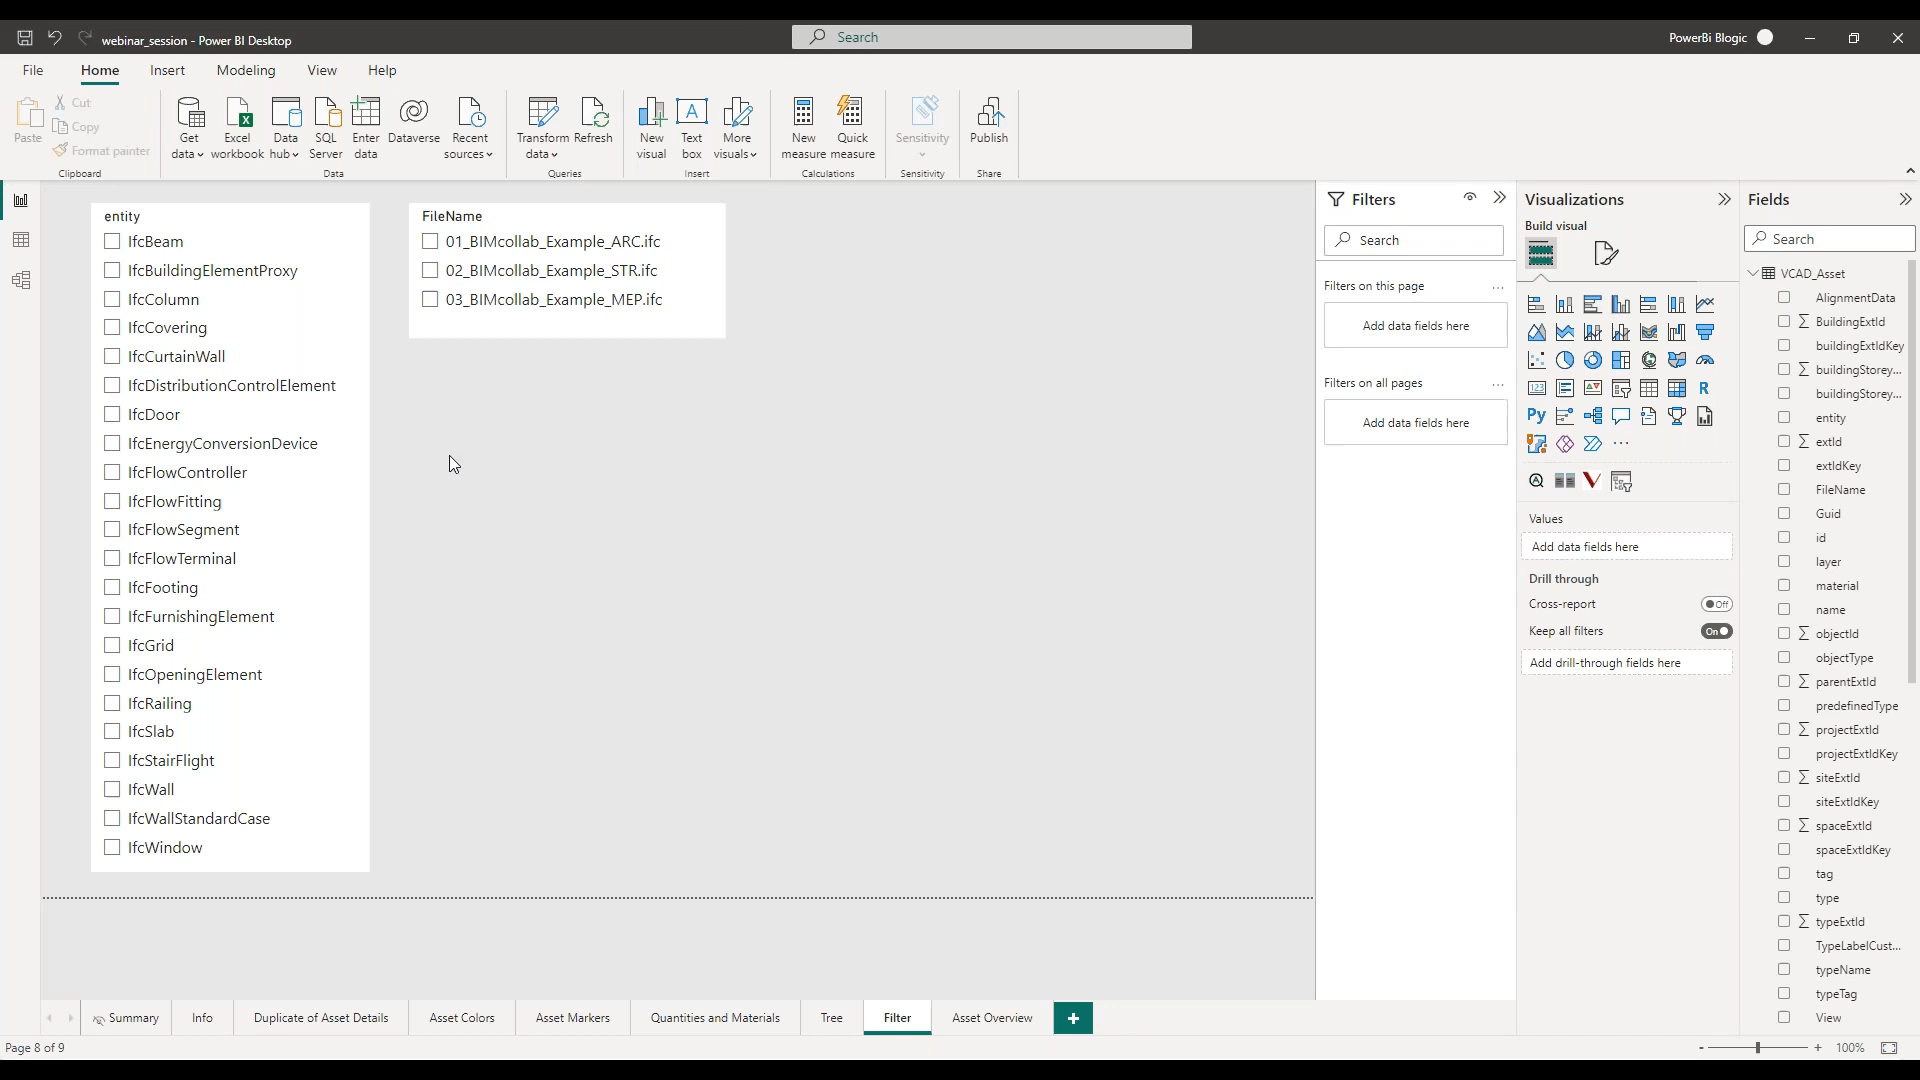 webinar_session - Power BI Desktop
Search
PowerBi Blogic
File
Home
Insert
Modeling
View
Help
Paste
Cut
Copy
Format painter
Clipboard
Get data
Excel workbook
Data hub
SQL Server
Enter data
Dataverse
Recent sources
Data
Transform data
Refresh
Queries
New visual
Text box
More visuals
Insert
New measure
Quick measure
Calculations
Sensitivity
Sensitivity
Publish
Share
entity
IfcBeam
IfcBuildingElementProxy
IfcColumn
IfcCovering
IfcCurtainWall
IfcDistributionControlElement
IfcDoor
IfcEnergyConversionDevice
IfcFlowController
IfcFlowFitting
IfcFlowSegment
IfcFlowTerminal
IfcFooting
IfcFurnishingElement
IfcGrid
IfcOpeningElement
IfcRailing
IfcSlab
IfcStairFlight
IfcWall
IfcWallStandardCase
IfcWindow
FileName
01_BIMcollab_Example_ARC.ifc
02_BIMcollab_Example_STR.ifc
03_BIMcollab_Example_MEP.ifc
Filters
Search
Filters on this page
...
Add data fields here
Filters on all pages
...
Add data fields here
Visualizations
Build visual
123
R
Py
...
Values
Add data fields here
Drill through
Cross-report
Off
Keep all filters
On
Add drill-through fields here
Fields
Search
VCAD_Asset
AlignmentData
BuildingExtId
buildingExtIdKey
buildingStorey...
buildingStorey...
entity
extId
extIdKey
FileName
Guid
id
layer
material
name
objectId
objectType
parentExtId
predefinedType
projectExtId
projectExtIdKey
siteExtId
siteExtIdKey
spaceExtId
spaceExtIdKey
tag
type
typeExtId
TypeLabelCust...
typeName
typeTag
View
Summary
Info
Duplicate of Asset Details
Asset Colors
Asset Markers
Quantities and Materials
Tree
Filter
Asset Overview
+
Page 8 of 9
- + 100%